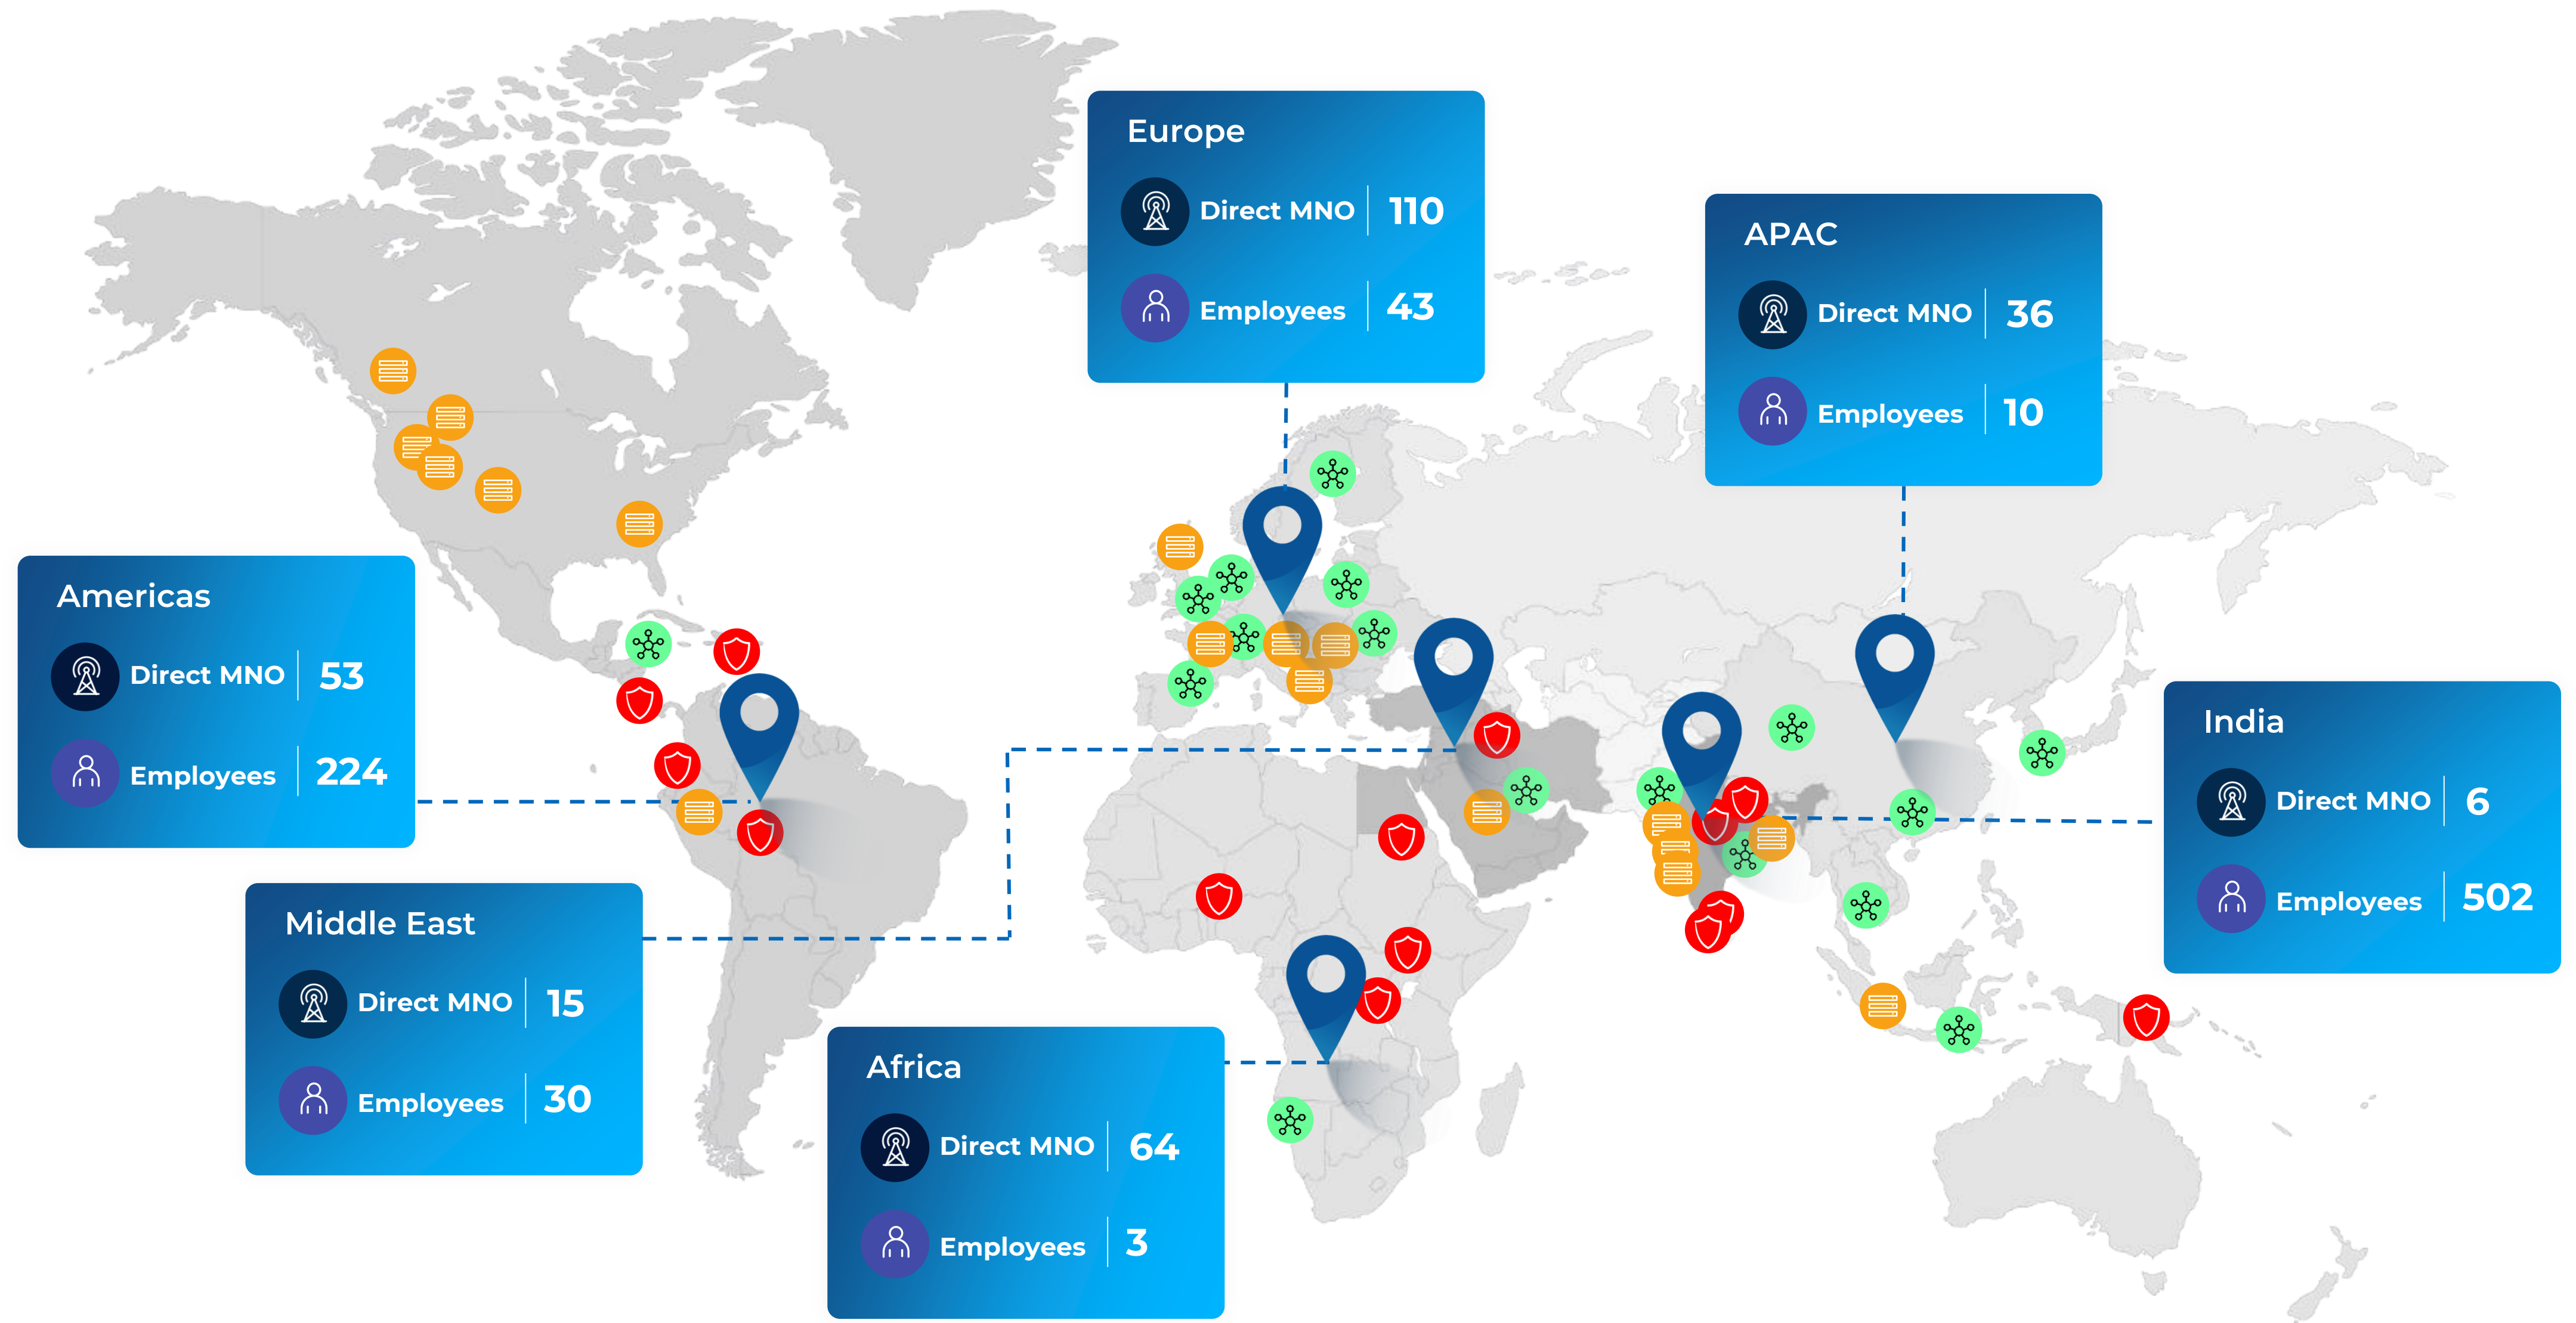 Europe
Direct MNO 110
Employees 43
APAC
Direct MNO 36
Employees 10
Americas
Direct MNO 53
Employees 224
India
Direct MNO 6
Employees 502
Middle East
Direct MNO 15
Employees 30
Africa
Direct MNO 64
Employees 3